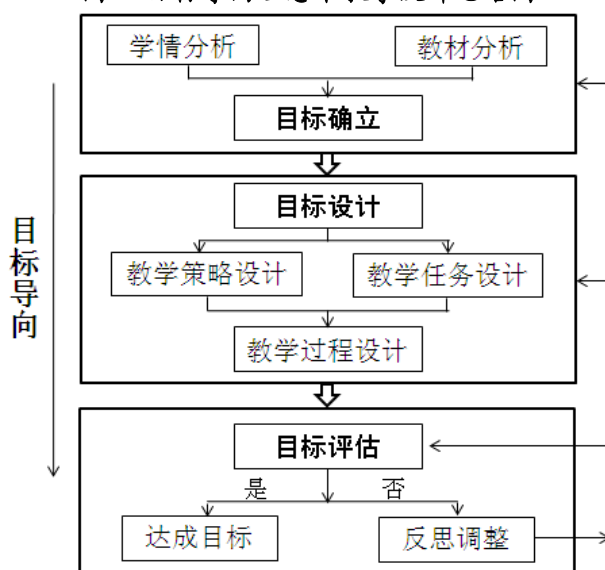 学情分析
教材分析
目标确立
目标导向
目标设计
教学策略设计
教学任务设计
教学过程设计
目标评估
是
否
达成目标
反思调整